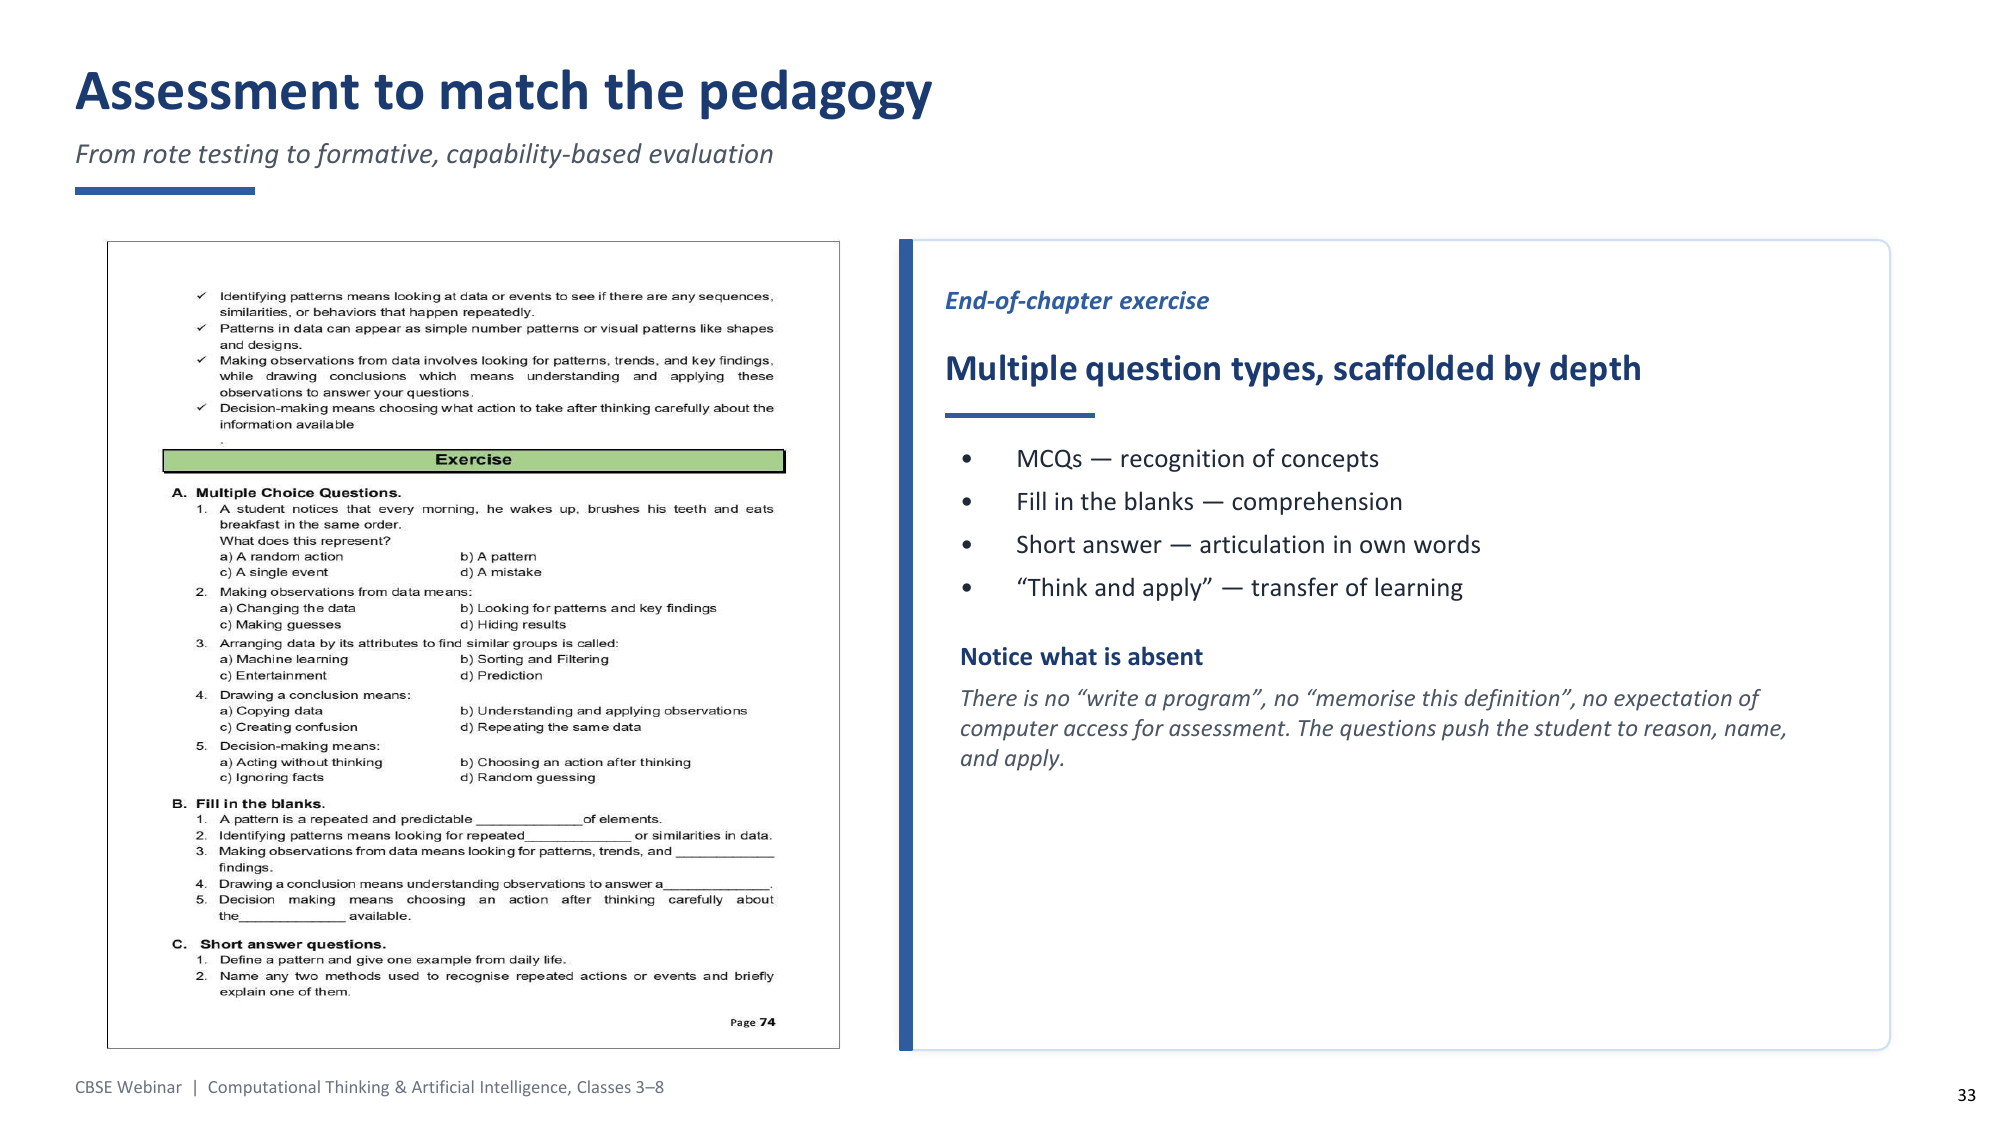 Assessment to match the pedagogy
From rote testing to formative, capability-based evaluation
✓ Identifying patterns means looking at data or events to see if there are any sequences,
similarities, or behaviors that happen repeatedly.
✓ Patterns in data can appear as simple number patterns or visual patterns like shapes
and designs.
✓ Making observations from data involves looking for patterns, trends, and key findings,
while drawing conclusions which means understanding and applying these
observations to answer your questions.
✓ Decision-making means choosing what action to take after thinking carefully about the
information available
.
Exercise
A. Multiple Choice Questions.
1. A student notices that every morning, he wakes up, brushes his teeth and eats
breakfast in the same order.
What does this represent?
a) A random action b) A pattern
c) A single event d) A mistake
2. Making observations from data means:
a) Changing the data b) Looking for patterns and key findings
c) Making guesses d) Hiding results
3. Arranging data by its attributes to find similar groups is called:
a) Machine learning b) Sorting and Filtering
c) Entertainment d) Prediction
4. Drawing a conclusion means:
a) Copying data b) Understanding and applying observations
c) Creating confusion d) Repeating the same data
5. Decision-making means:
a) Acting without thinking b) Choosing an action after thinking
c) Ignoring facts d) Random guessing
B. Fill in the blanks.
1. A pattern is a repeated and predictable ______________of elements.
2. Identifying patterns means looking for repeated______________ or similarities in data.
3. Making observations from data means looking for patterns, trends, and _____________
findings.
4. Drawing a conclusion means understanding observations to answer a______________.
5. Decision making means choosing an action after thinking carefully about
the______________ available.
C. Short answer questions.
1. Define a pattern and give one example from daily life.
2. Name any two methods used to recognise repeated actions or events and briefly
explain one of them.
Page 74
End-of-chapter exercise
Multiple question types, scaffolded by depth
• MCQs — recognition of concepts
• Fill in the blanks — comprehension
• Short answer — articulation in own words
• “Think and apply” — transfer of learning
Notice what is absent
There is no “write a program”, no “memorise this definition”, no expectation of
computer access for assessment. The questions push the student to reason, name,
and apply.
CBSE Webinar | Computational Thinking & Artificial Intelligence, Classes 3–8
33